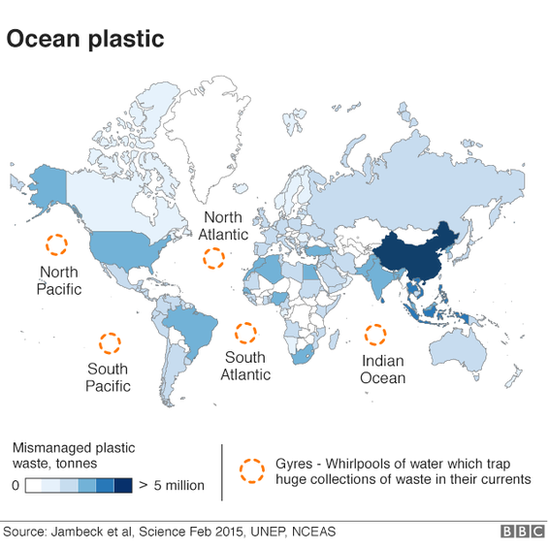 Ocean plastic
North
Atlantic
North
Pacific
South
Pacific
South
Atlantic
Indian
Ocean
Mismanaged plastic
waste, tonnes
0 > 5 million
Gyres - Whirlpools of water which trap
huge collections of waste in their currents
Source: Jambeck et al, Science Feb 2015, UNEP, NCEAS
BBC